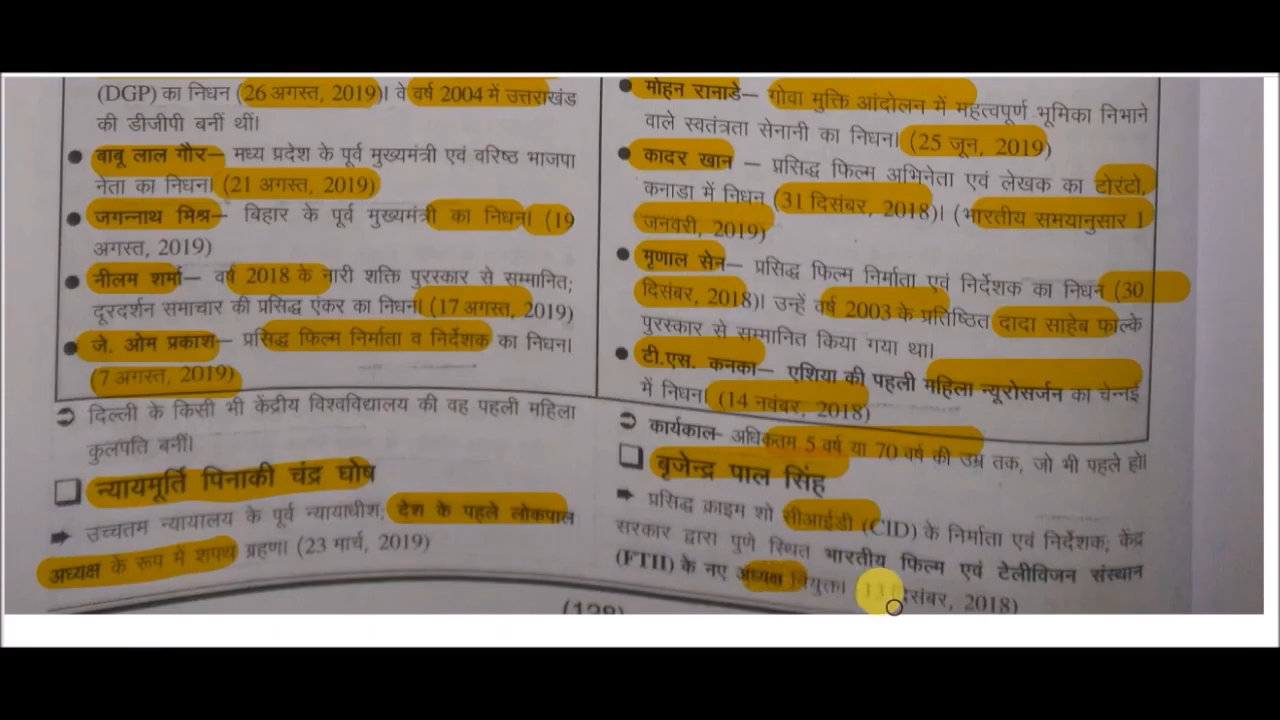 (DGP) का निधन (26 अगस्त, 2019)। वे वर्ष 2004 में उत्तराखंड
की डीजीपी बनीं थीं।
● बाबू लाल गौर– मध्य प्रदेश के पूर्व मुख्यमंत्री एवं वरिष्ठ भाजपा
नेता का निधन। (21 अगस्त, 2019)
● जगन्नाथ मिश्र– बिहार के पूर्व मुख्यमंत्री का निधन। (19
अगस्त, 2019)
● नीलम शर्मा– वर्ष 2018 के नारी शक्ति पुरस्कार से सम्मानित;
दूरदर्शन समाचार की प्रसिद्ध एंकर का निधन। (17 अगस्त, 2019)
● जे. ओम प्रकाश– प्रसिद्ध फिल्म निर्माता व निर्देशक का निधन।
(7 अगस्त, 2019)
➲ दिल्ली के किसी भी केंद्रीय विश्वविद्यालय की वह पहली महिला
कुलपति बनीं।
❑ न्यायमूर्ति पिनाकी चंद्र घोष
➡ उच्चतम न्यायालय के पूर्व न्यायाधीश; देश के पहले लोकपाल
अध्यक्ष के रूप में शपथ ग्रहण। (23 मार्च, 2019)
● मोहन रानाडे– गोवा मुक्ति आंदोलन में महत्वपूर्ण भूमिका निभाने
वाले स्वतंत्रता सेनानी का निधन। (25 जून, 2019)
● कादर खान – प्रसिद्ध फिल्म अभिनेता एवं लेखक का टोरंटो,
कनाडा में निधन (31 दिसंबर, 2018)। (भारतीय समयानुसार 1
जनवरी, 2019)
● मृणाल सेन– प्रसिद्ध फिल्म निर्माता एवं निर्देशक का निधन (30
दिसंबर, 2018)। उन्हें वर्ष 2003 के प्रतिष्ठित दादा साहेब फाल्के
पुरस्कार से सम्मानित किया गया था।
● टी.एस. कनका– एशिया की पहली महिला न्यूरोसर्जन का चेन्नई
में निधन। (14 नवंबर, 2018)
➲ कार्यकाल- अधिकतम 5 वर्ष या 70 वर्ष की उम्र तक, जो भी पहले हो।
❑ बृजेन्द्र पाल सिंह
➡ प्रसिद्ध क्राइम शो सीआईडी (CID) के निर्माता एवं निर्देशक; केंद्र
सरकार द्वारा पुणे स्थित भारतीय फिल्म एवं टेलीविजन संस्थान
(FTII) के नए अध्यक्ष नियुक्त। (13 दिसंबर, 2018)